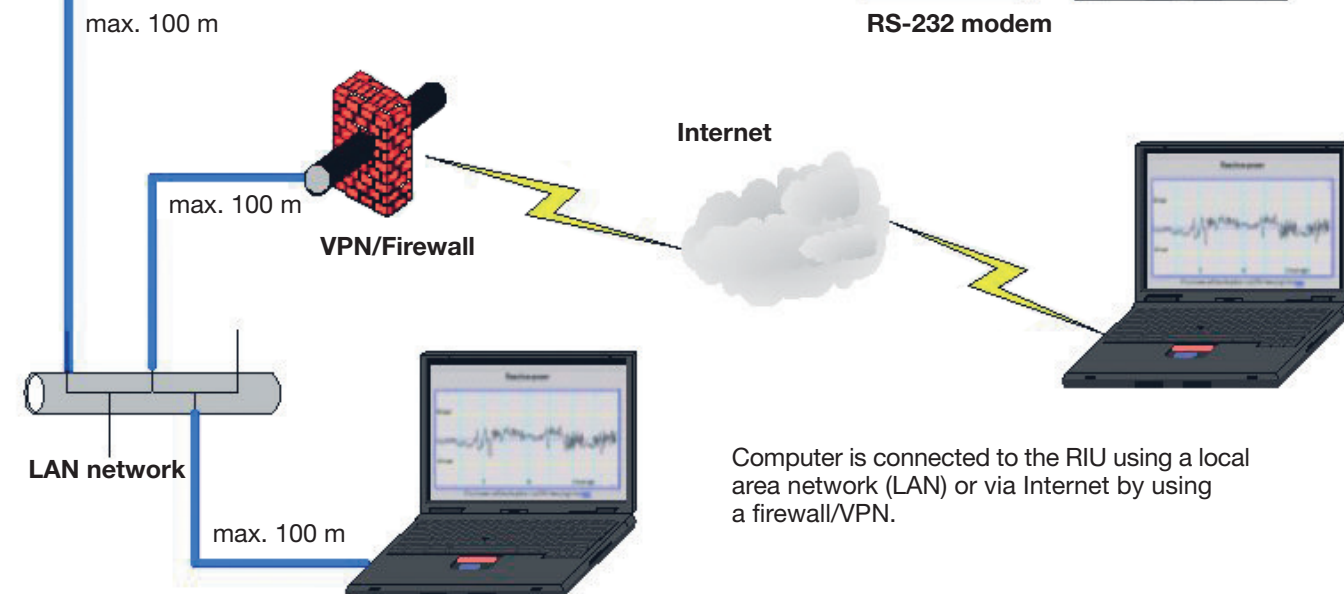 max. 100 m
RS-232 modem
Internet
max. 100 m
VPN/Firewall
LAN network
max. 100 m
Computer is connected to the RIU using a local
area network (LAN) or via Internet by using
a firewall/VPN.